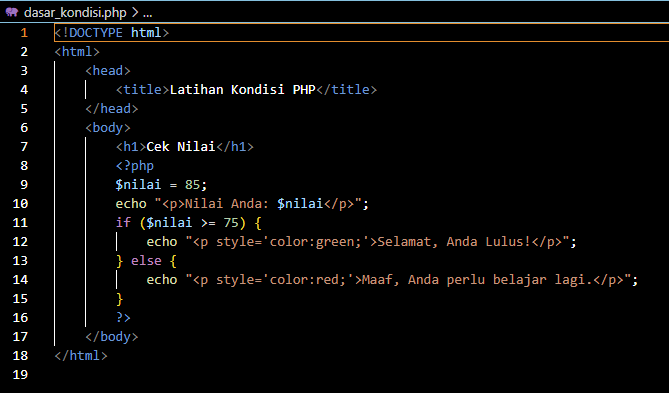 dasar_kondisi.php > ...
1 <!DOCTYPE html>
2 <html>
3     <head>
4         <title>Latihan Kondisi PHP</title>
5     </head>
6     <body>
7         <h1>Cek Nilai</h1>
8         <?php
9         $nilai = 85;
10         echo "<p>Nilai Anda: $nilai</p>";
11         if ($nilai >= 75) {
12             echo "<p style='color:green;'>Selamat, Anda Lulus!</p>";
13         } else {
14             echo "<p style='color:red;'>Maaf, Anda perlu belajar lagi.</p>";
15         }
16         ?>
17     </body>
18 </html>
19